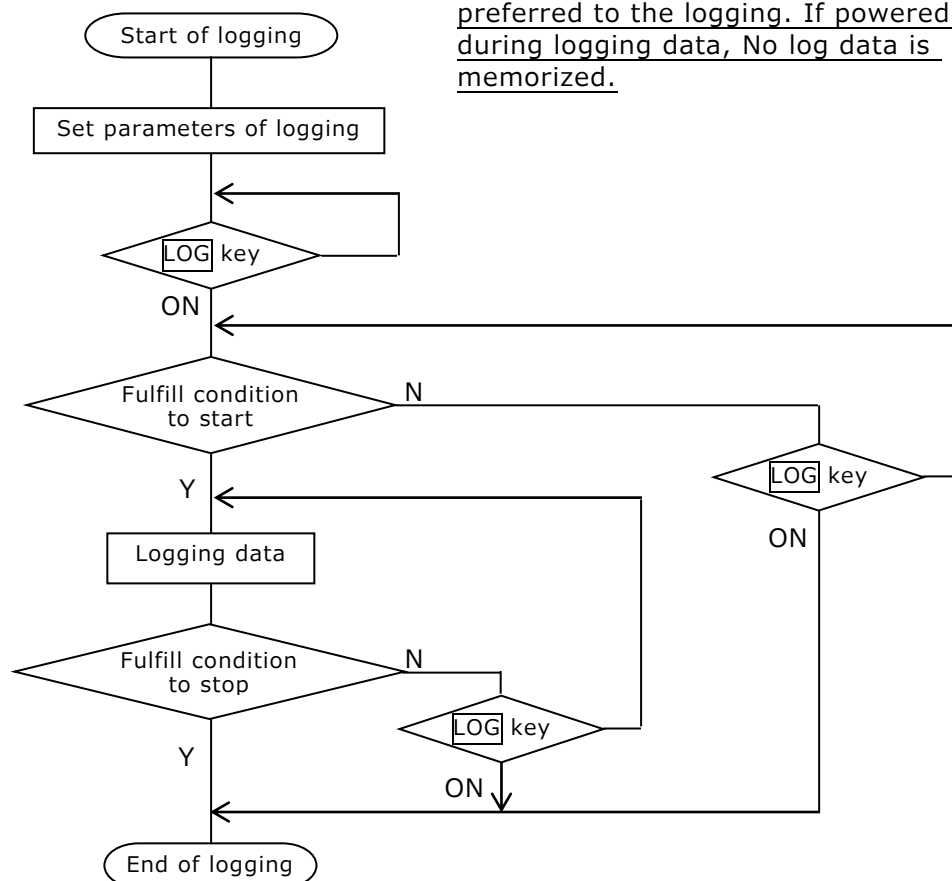 preferred to the logging. If powered
during logging data, No log data is
memorized.
Start of logging
Set parameters of logging
LOG key
ON
Fulfill condition
to start
N
Y
LOG key
ON
Logging data
Fulfill condition
to stop
N
Y
LOG key
ON
End of logging